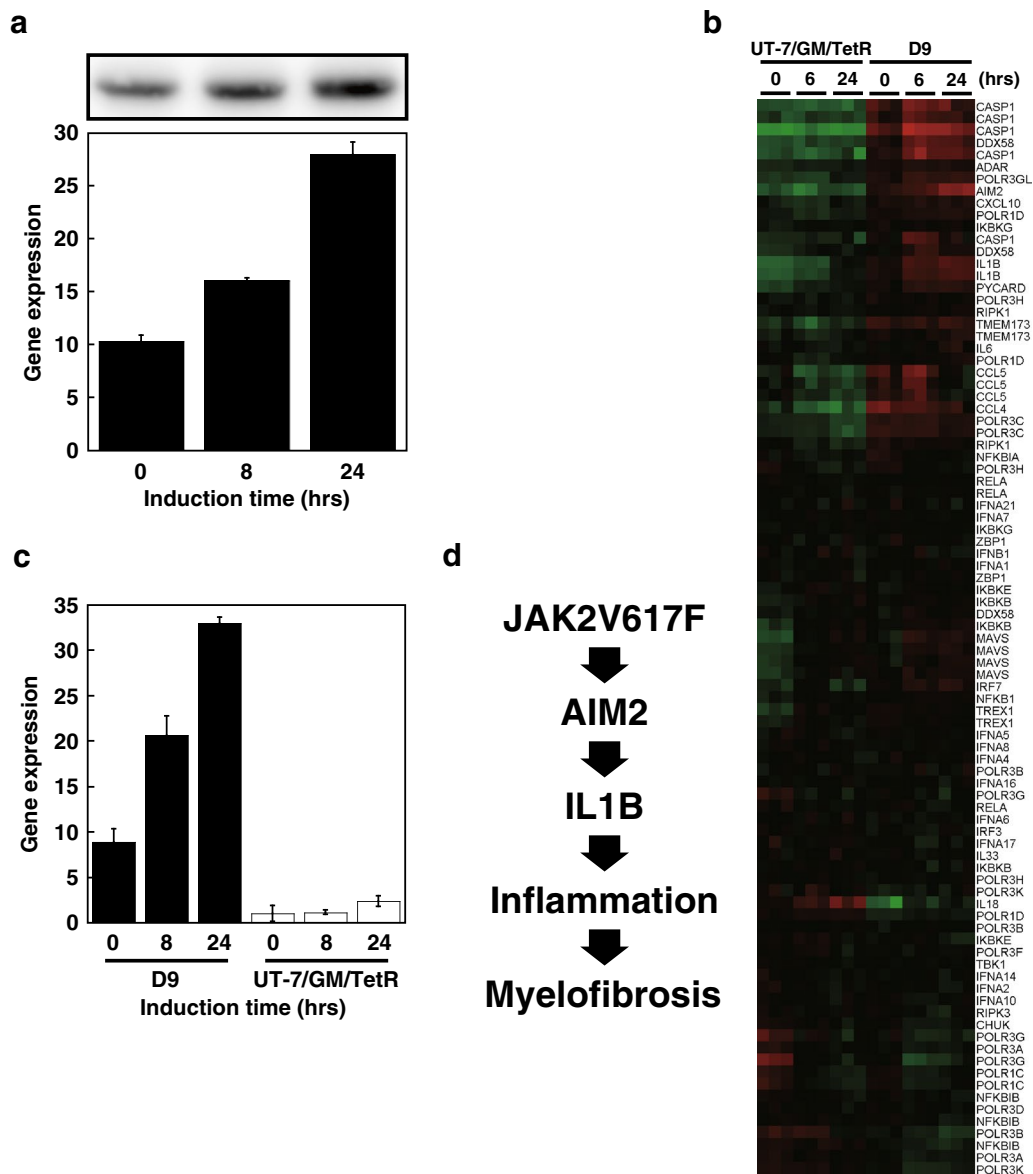 a
30
25
20
15
10
5
0
Gene expression
0 8 24
Induction time (hrs)
b
UT-7/GM/TetR D9
0 6 24 0 6 24 (hrs)
CASP1
CASP1
CASP1
DDX58
CASP1
ADAR
POLR3GL
AIM2
CXCL10
POLR1D
IKBKG
CASP1
DDX58
IL1B
IL1B
PYCARD
POLR3H
RIPK1
TMEM173
TMEM173
IL6
POLR1D
CCL5
CCL5
CCL5
CCL4
POLR3C
POLR3C
RIPK1
NFKBIA
POLR3H
RELA
RELA
IFNA21
IFNA7
IKBKG
ZBP1
IFNB1
IFNA1
ZBP1
IKBKE
IKBKB
DDX58
IKBKB
MAVS
MAVS
MAVS
MAVS
IRF7
NFKB1
TREX1
TREX1
IFNA5
IFNA8
IFNA4
POLR3B
IFNA16
POLR3G
RELA
IFNA6
IRF3
IFNA17
IL33
IKBKB
POLR3H
POLR3K
IL18
POLR1D
POLR3B
IKBKE
POLR3F
TBK1
IFNA14
IFNA2
IFNA10
RIPK3
CHUK
POLR3G
POLR3A
POLR3G
POLR1C
POLR1C
NFKBIB
POLR3D
NFKBIB
POLR3B
NFKBIB
POLR3A
POLR3K
c
35
30
25
20
15
10
5
0
Gene expression
0 8 24 0 8 24
D9 UT-7/GM/TetR
Induction time (hrs)
d
JAK2V617F
AIM2
IL1B
Inflammation
Myelofibrosis